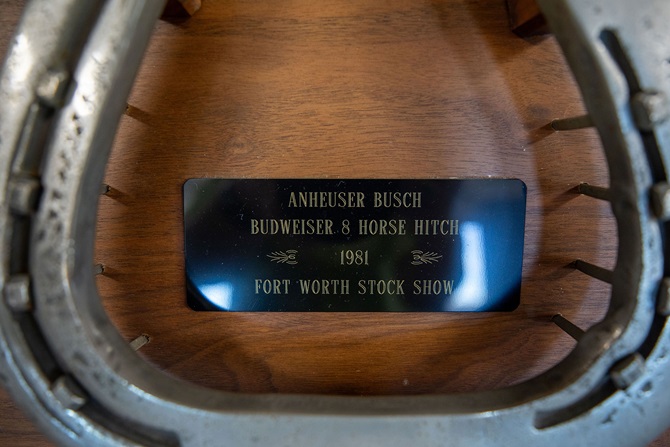 ANHEUSER BUSCH
BUDWEISER 8 HORSE HITCH
1981
FORT WORTH STOCK SHOW